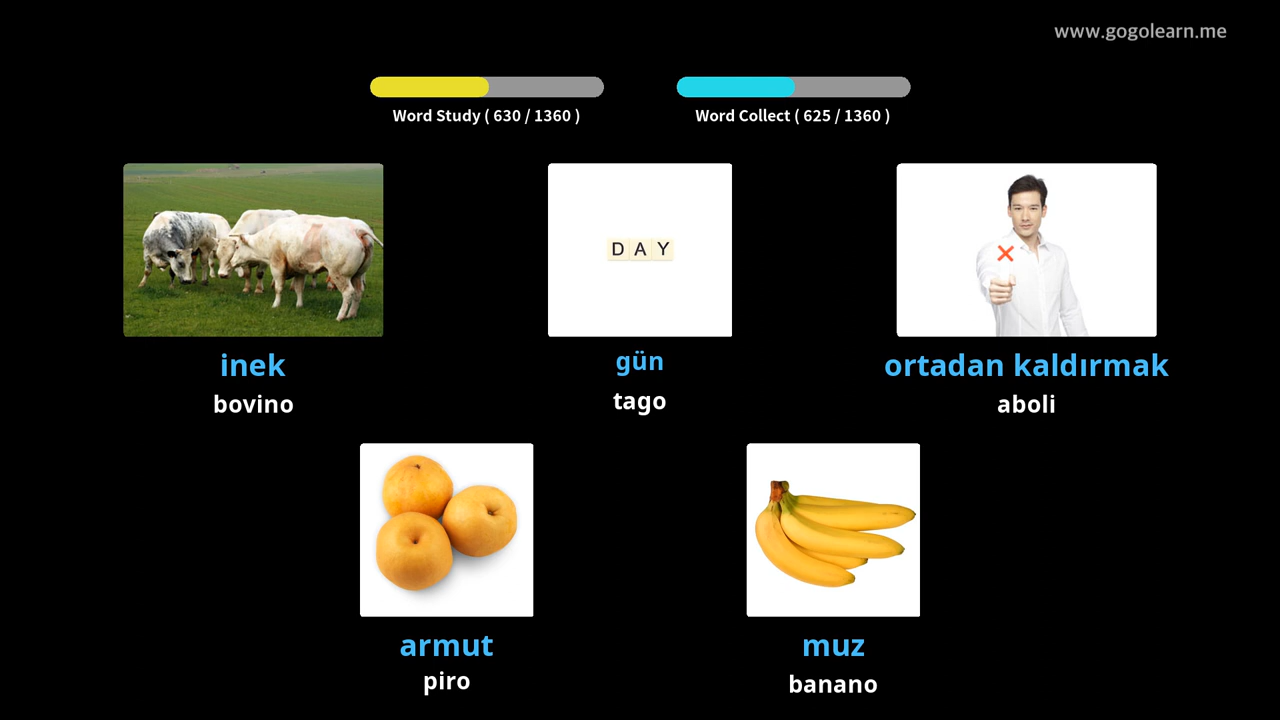 www.gogolearn.me
Word Study ( 630 / 1360 )
Word Collect ( 625 / 1360 )
DAY
inek
bovino
gün
tago
ortadan kaldırmak
aboli
armut
piro
muz
banano